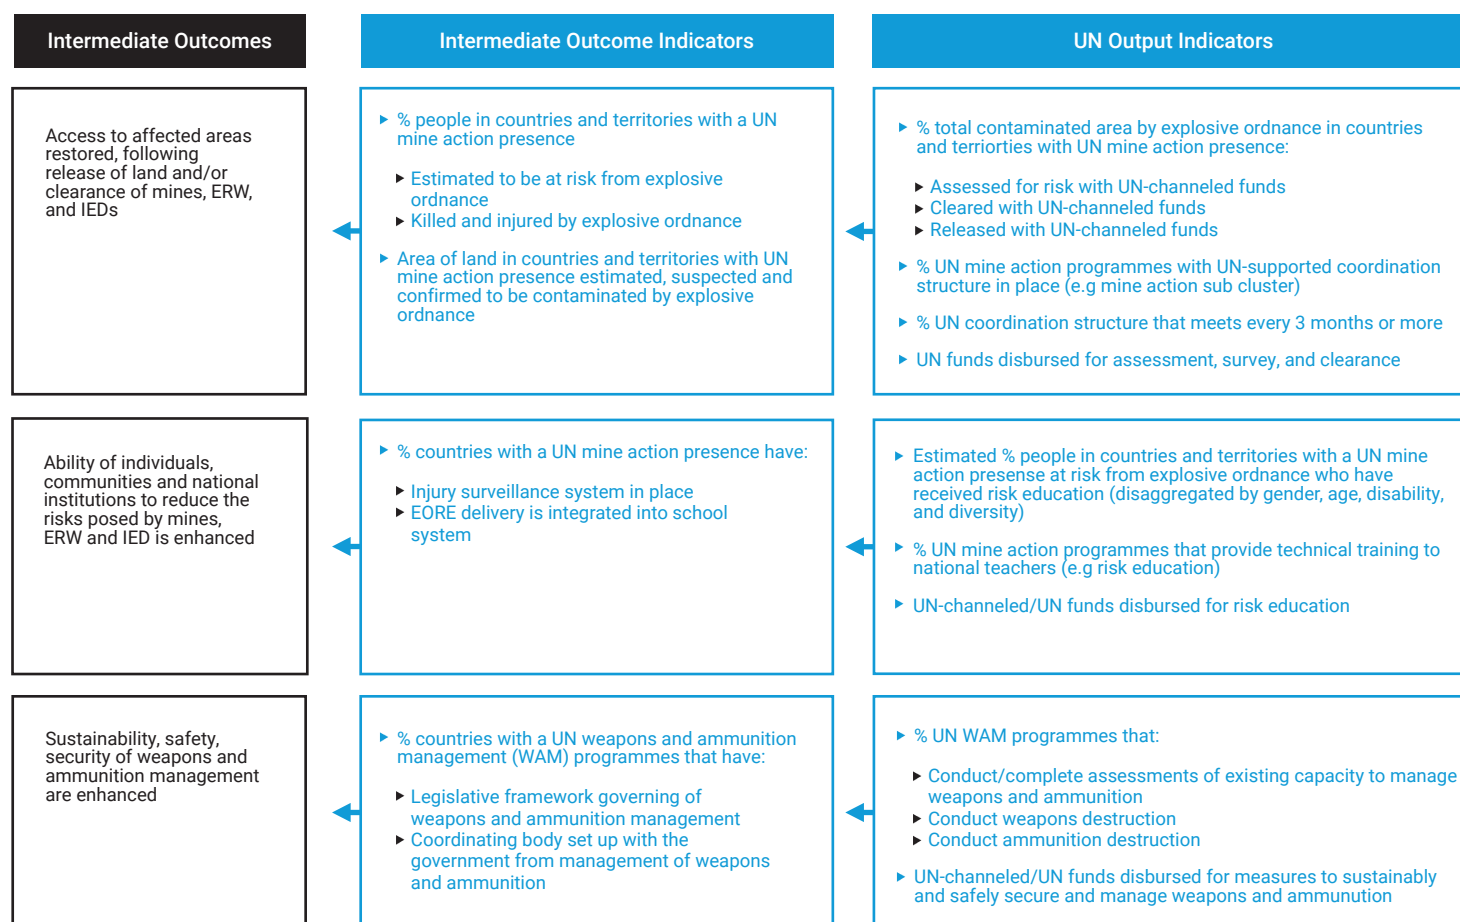 Intermediate Outcomes
Intermediate Outcome Indicators
UN Output Indicators
Access to affected areas
restored, following
release of land and/or
clearance of mines, ERW,
and IEDs
% people in countries and territories with a UN
mine action presence
Estimated to be at risk from explosive
ordnance
Killed and injured by explosive ordnance
Area of land in countries and territories with UN
mine action presence estimated, suspected and
confirmed to be contaminated by explosive
ordnance
% total contaminated area by explosive ordnance in countries
and terriorties with UN mine action presence:
Assessed for risk with UN-channeled funds
Cleared with UN-channeled funds
Released with UN-channeled funds
% UN mine action programmes with UN-supported coordination
structure in place (e.g mine action sub cluster)
% UN coordination structure that meets every 3 months or more
UN funds disbursed for assessment, survey, and clearance
Ability of individuals,
communities and national
institutions to reduce the
risks posed by mines,
ERW and IED is enhanced
% countries with a UN mine action presence have:
Injury surveillance system in place
EORE delivery is integrated into school
system
Estimated % people in countries and territories with a UN mine
action presense at risk from explosive ordnance who have
received risk education (disaggregated by gender, age, disability,
and diversity)
% UN mine action programmes that provide technical training to
national teachers (e.g risk education)
UN-channeled/UN funds disbursed for risk education
Sustainability, safety,
security of weapons and
ammunition management
are enhanced
% countries with a UN weapons and ammunition
management (WAM) programmes that have:
Legislative framework governing of
weapons and ammunition management
Coordinating body set up with the
government from management of weapons
and ammunition
% UN WAM programmes that:
Conduct/complete assessments of existing capacity to manage
weapons and ammunition
Conduct weapons destruction
Conduct ammunition destruction
UN-channeled/UN funds disbursed for measures to sustainably
and safely secure and manage weapons and ammunution